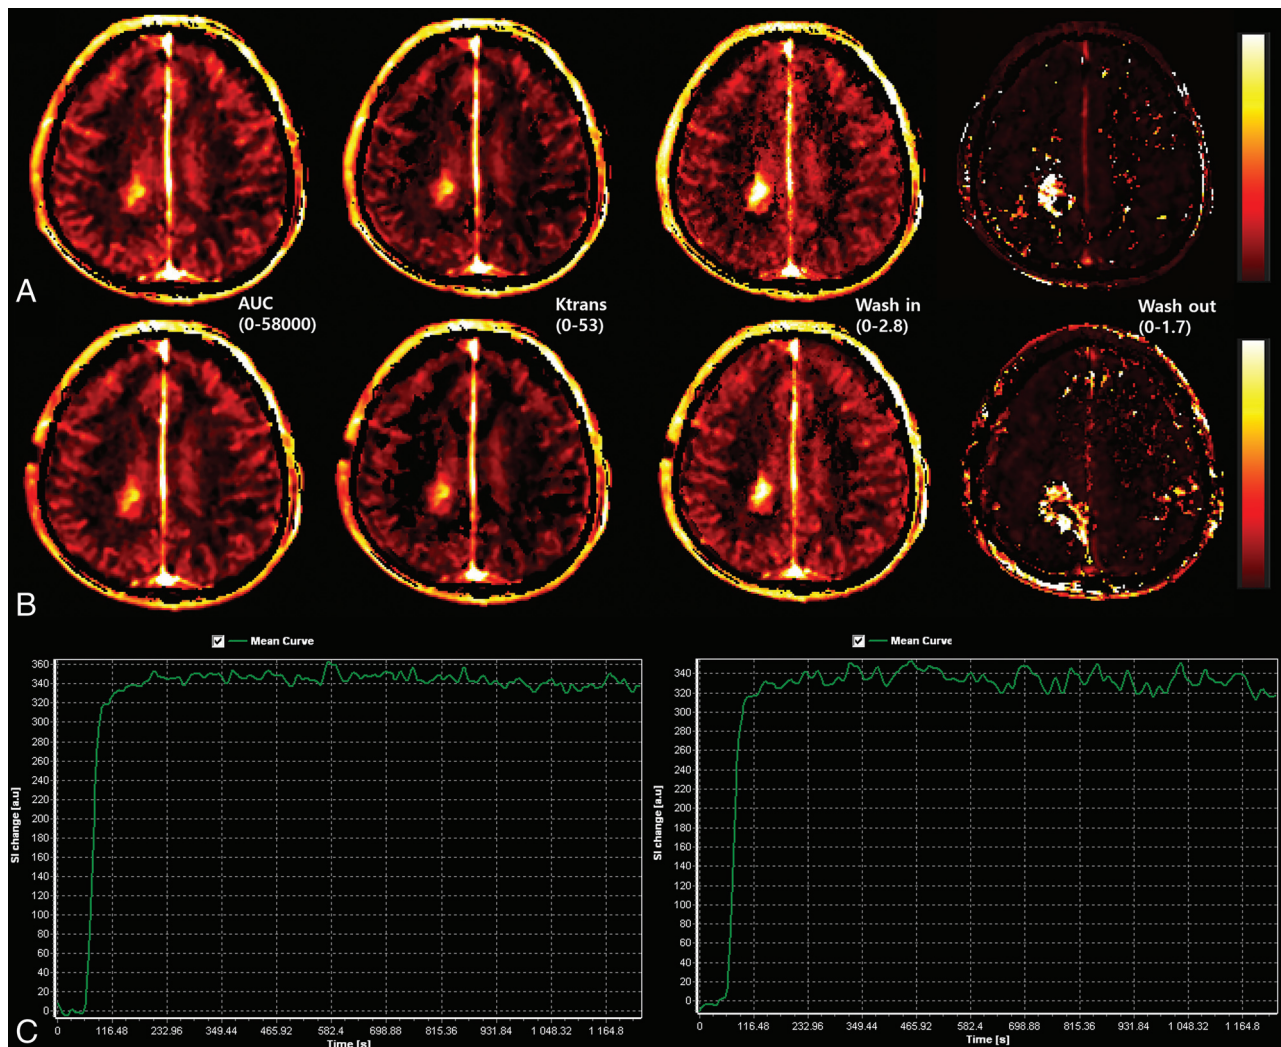 A
AUC
(0-58000)
Ktrans
(0-53)
Wash in
(0-2.8)
Wash out
(0-1.7)
B
Mean Curve
Mean Curve
SI change [a.u]
360
340
320
300
280
260
240
220
200
180
160
140
120
100
80
60
40
20
0
0 116.48 232.96 349.44 465.92 582.4 698.88 815.36 931.84 1 048.32 1 164.8
Time [s]
SI change [a.u]
340
320
300
280
260
240
220
200
180
160
140
120
100
80
60
40
20
0
0 116.48 232.96 349.44 465.92 582.4 698.88 815.36 931.84 1 048.32 1 164.8
Time [s]
C